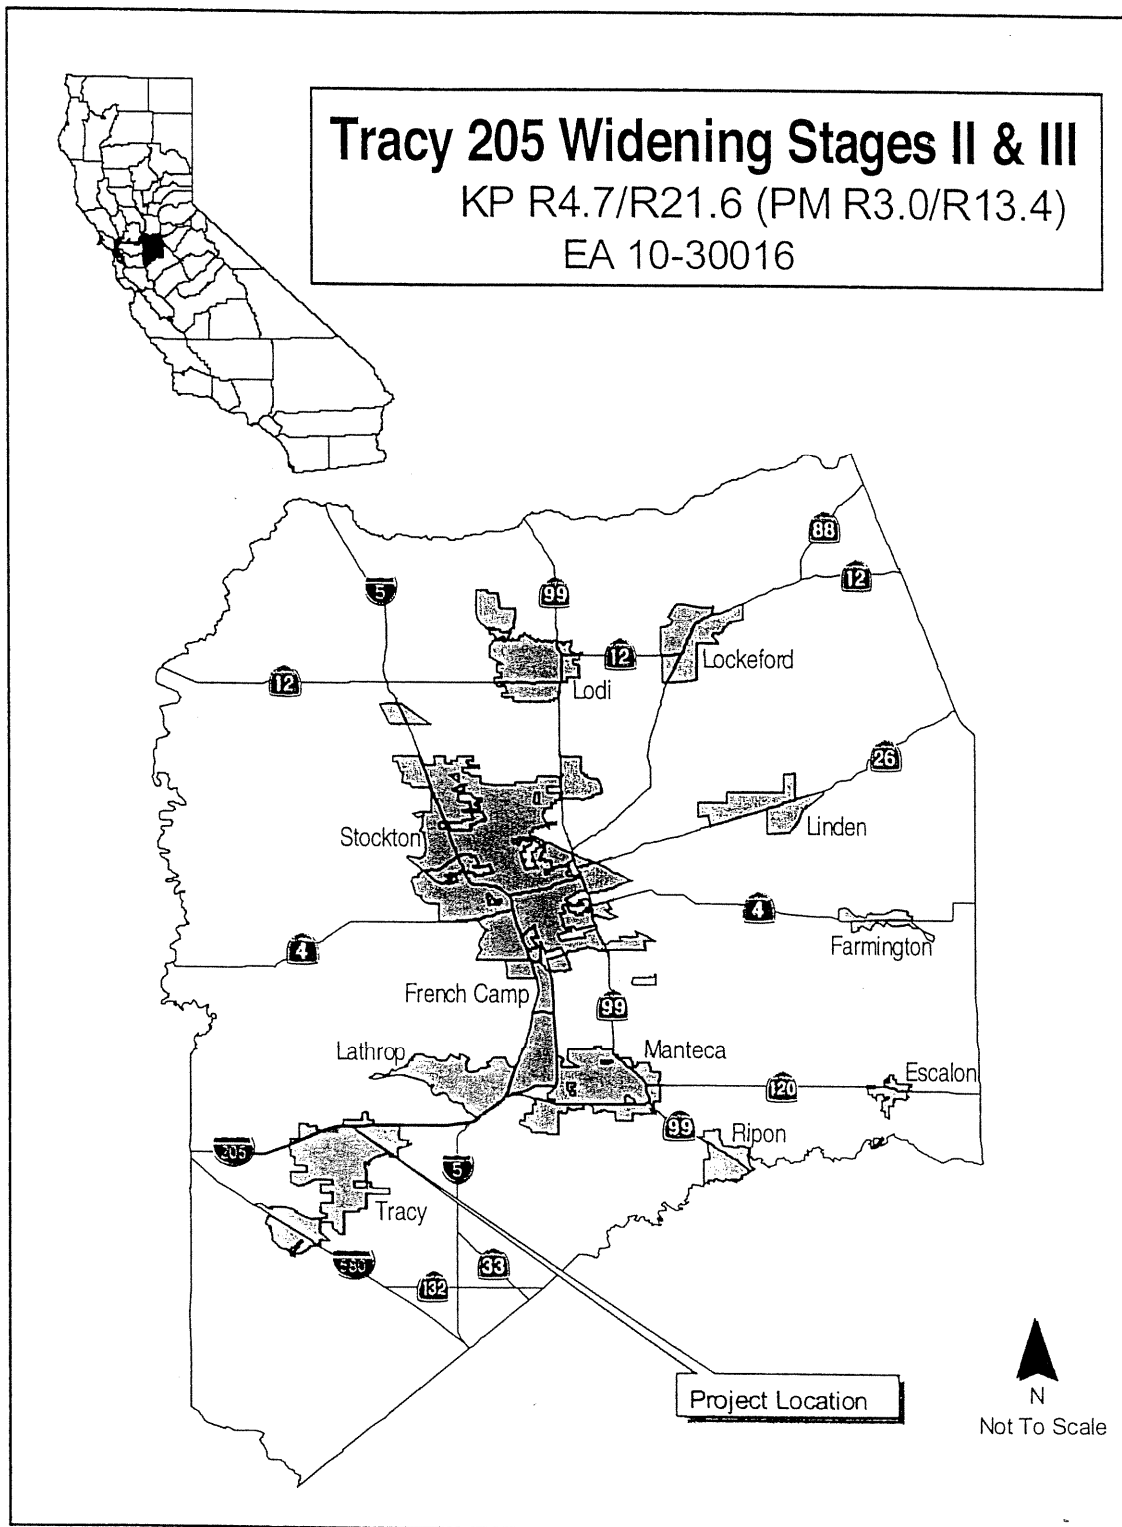 Tracy 205 Widening Stages II & III
KP R4.7/R21.6 (PM R3.0/R13.4)
EA 10-30016
88
5
99
12
12
Lockeford
12
Lodi
26
Stockton
Linden
4
Farmington
4
French Camp
99
Lathrop
Manteca
Escalon
120
99
Ripon
205
5
Tracy
580
33
132
Project Location
N
Not To Scale